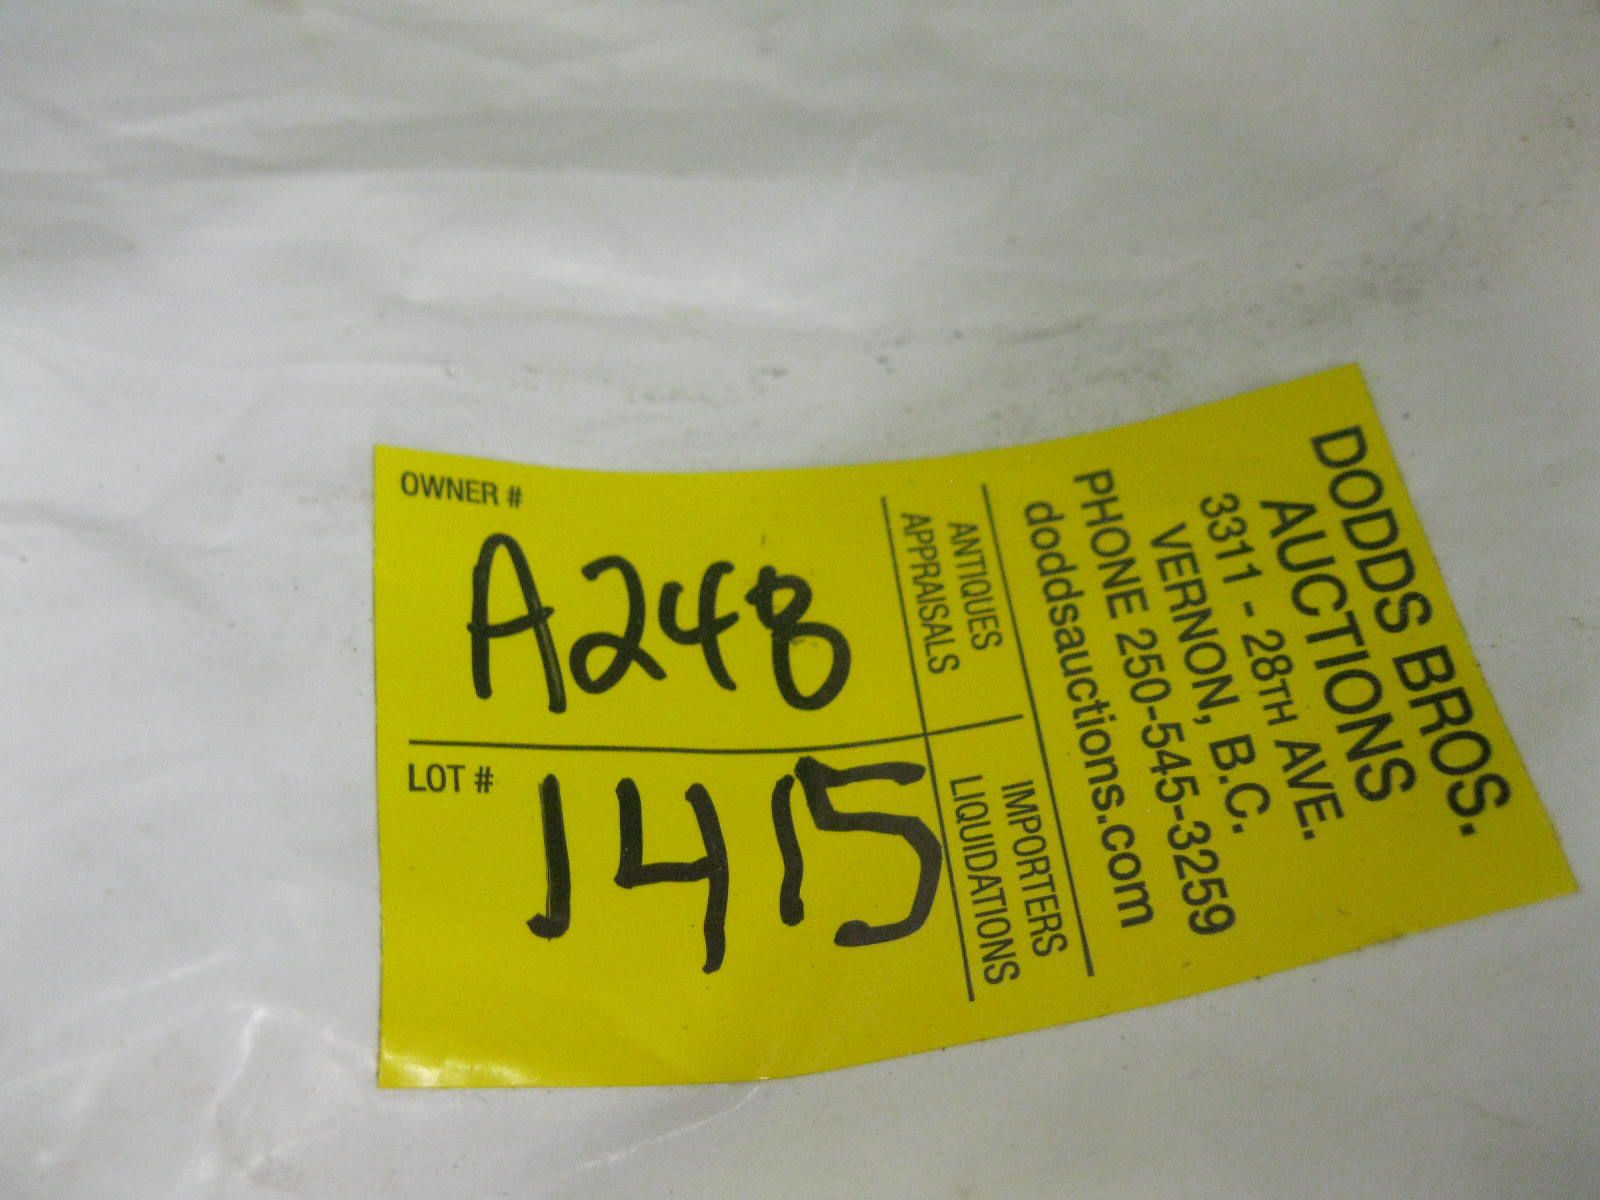 OWNER #
A248
LOT #
1415
ANTIQUES
APPRAISALS
IMPORTERS
LIQUIDATIONS
DODDS BROS.
AUCTIONS
3311 - 28TH AVE.
VERNON, B.C.
PHONE 250-545-3259
doddsauctions.com